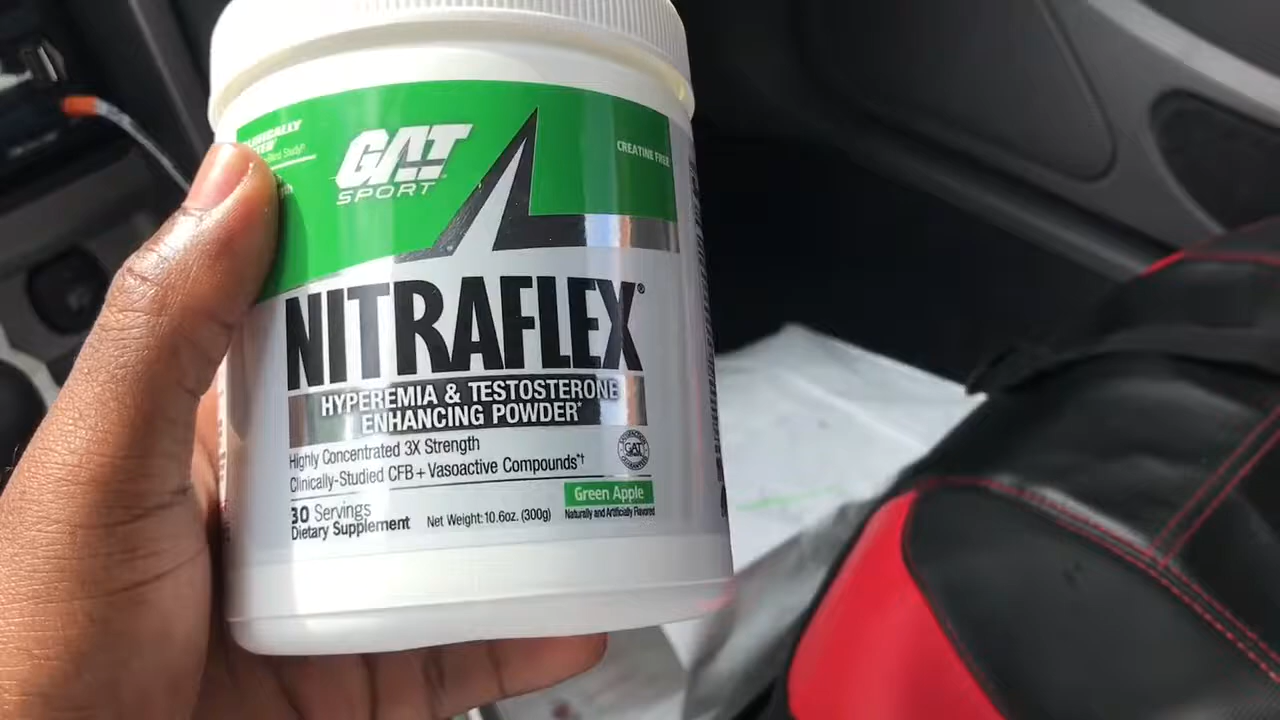 GAT
SPORT
CREATINE FREE
NITRAFLEX®
HYPEREMIA & TESTOSTERONE
ENHANCING POWDER*
Highly Concentrated 3X Strength
Clinically-Studied CFB + Vasoactive Compounds*†
GAT
Green Apple
Naturally and Artificially Flavored
30 Servings
Dietary Supplement
Net Weight: 10.6oz. (300g)